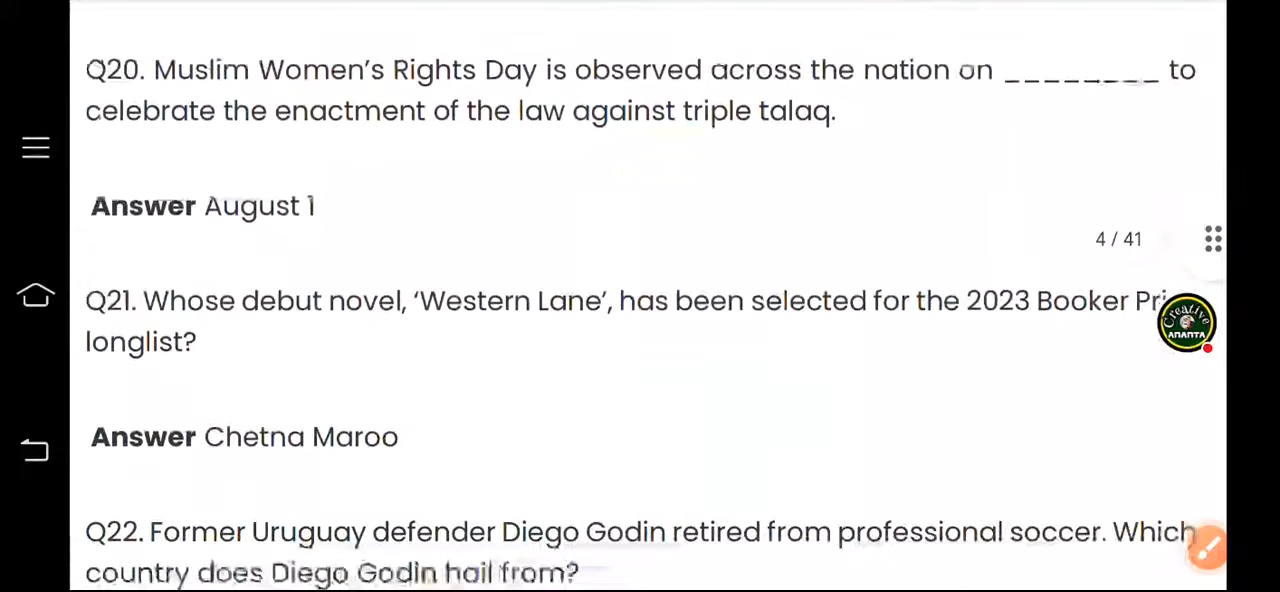 Q20. Muslim Women's Rights Day is observed across the nation on ________ to
celebrate the enactment of the law against triple talaq.
Answer August 1
4 / 41
Q21. Whose debut novel, ‘Western Lane’, has been selected for the 2023 Booker
longlist?
Creative
ANANTA
Answer Chetna Maroo
Q22. Former Uruguay defender Diego Godin retired from professional soccer. Which
country does Diego Godin hail from?